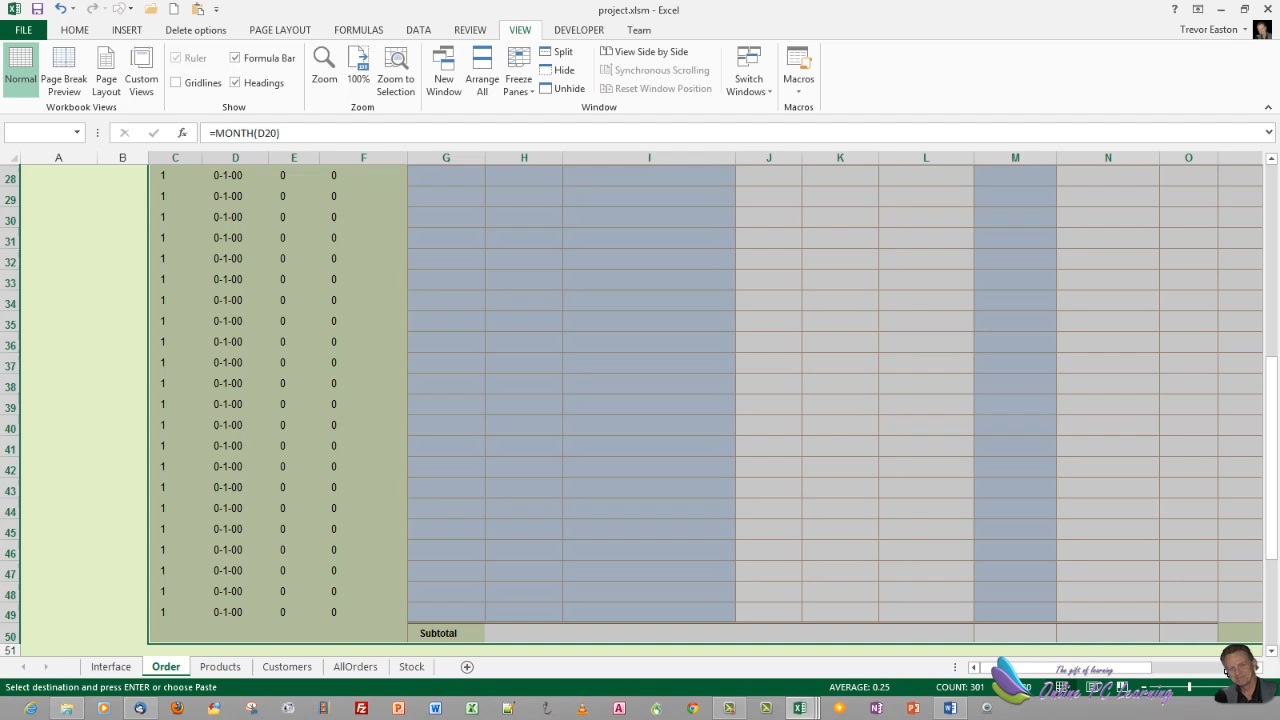 project.xlsm - Excel
FILE HOME INSERT Delete options PAGE LAYOUT FORMULAS DATA REVIEW VIEW DEVELOPER Team Trevor Easton
Normal Page Break Preview Page Layout Custom Views
Ruler Formula Bar
Gridlines Headings
Zoom 100% Zoom to Selection
New Window Arrange All Freeze Panes
Split
Hide
Unhide
View Side by Side
Synchronous Scrolling
Reset Window Position
Switch Windows Macros
Workbook Views Show Zoom Window Macros
=MONTH(D20)
A B C D E F G H I J K L M N O
28 1 0-1-00 0 0
29 1 0-1-00 0 0
30 1 0-1-00 0 0
31 1 0-1-00 0 0
32 1 0-1-00 0 0
33 1 0-1-00 0 0
34 1 0-1-00 0 0
35 1 0-1-00 0 0
36 1 0-1-00 0 0
37 1 0-1-00 0 0
38 1 0-1-00 0 0
39 1 0-1-00 0 0
40 1 0-1-00 0 0
41 1 0-1-00 0 0
42 1 0-1-00 0 0
43 1 0-1-00 0 0
44 1 0-1-00 0 0
45 1 0-1-00 0 0
46 1 0-1-00 0 0
47 1 0-1-00 0 0
48 1 0-1-00 0 0
49 1 0-1-00 0 0
50 Subtotal
51
Interface Order Products Customers AllOrders Stock
The gift of learning
Online PC Learning
Select destination and press ENTER or choose Paste AVERAGE: 0.25 COUNT: 301